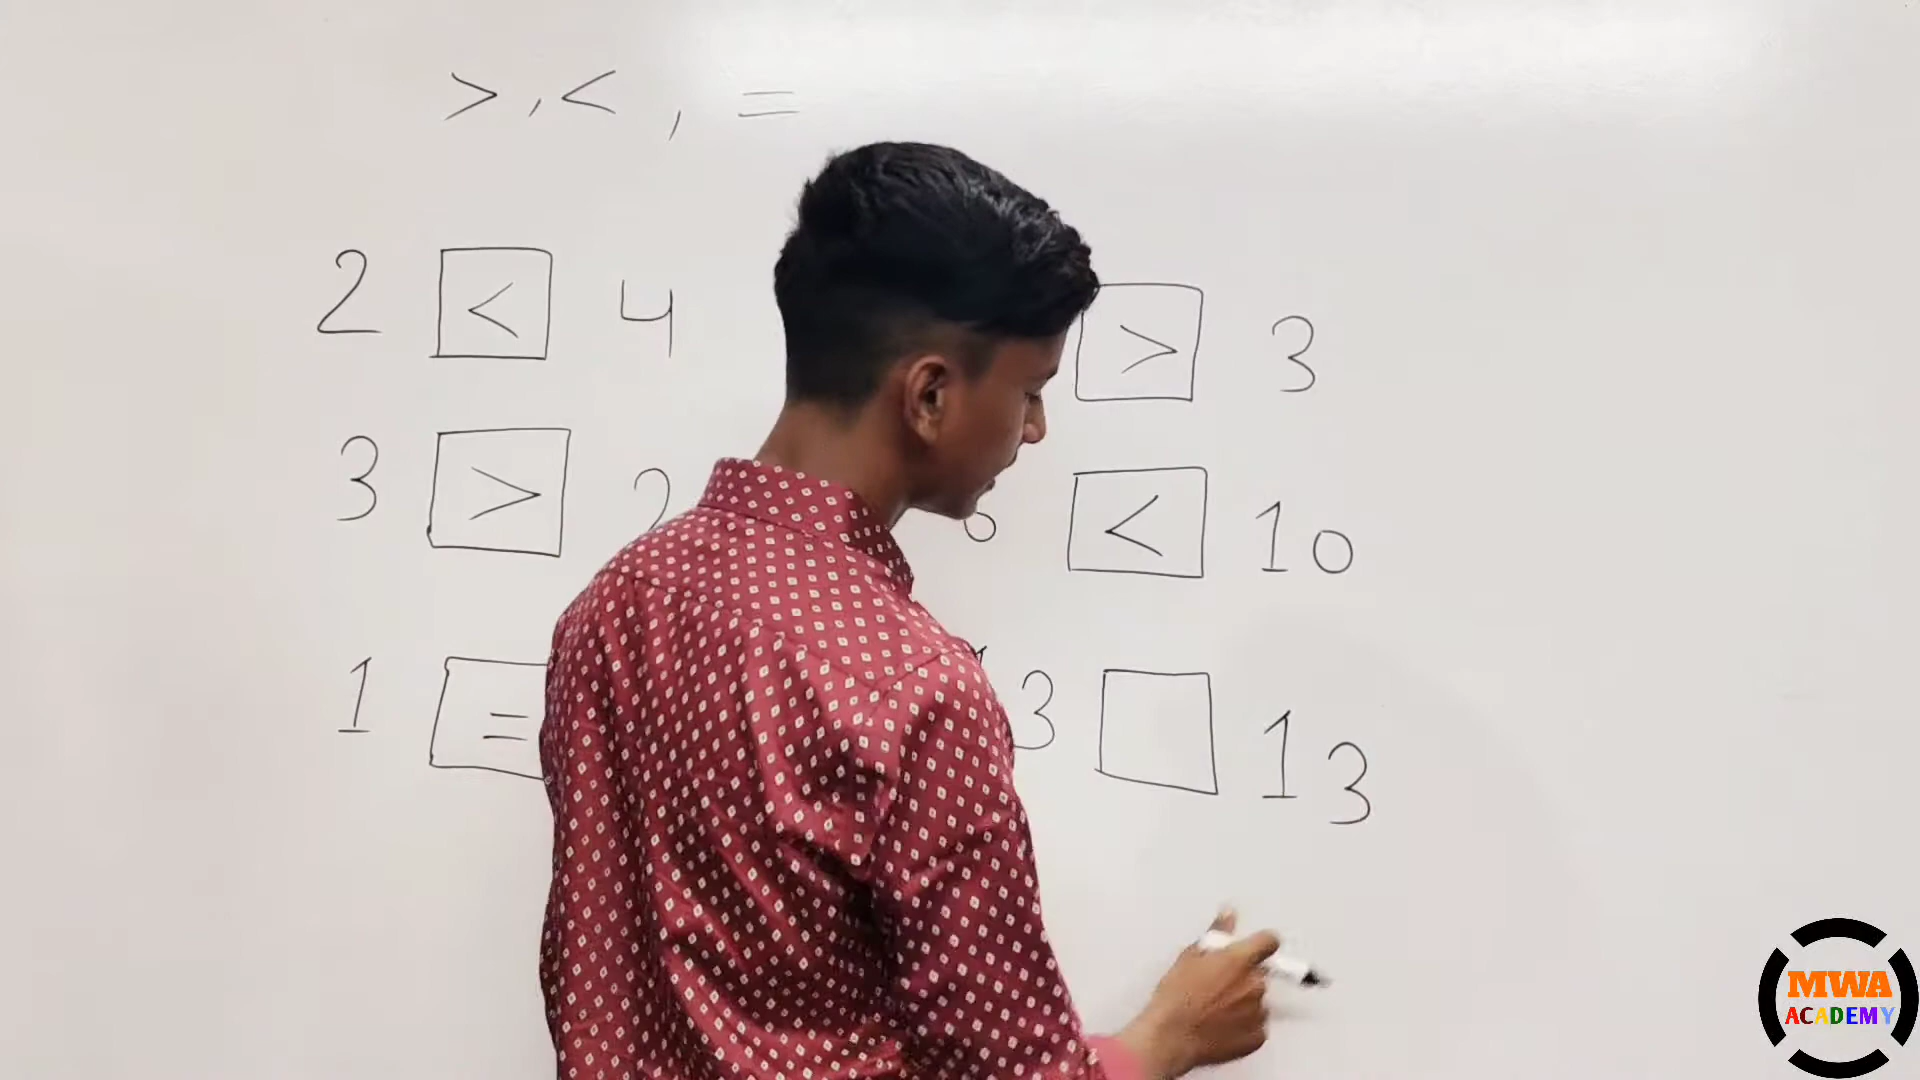 > , < , =
2 < 4
> 3
3 > 2
< 10
1 =
3 13
MWA
ACADEMY